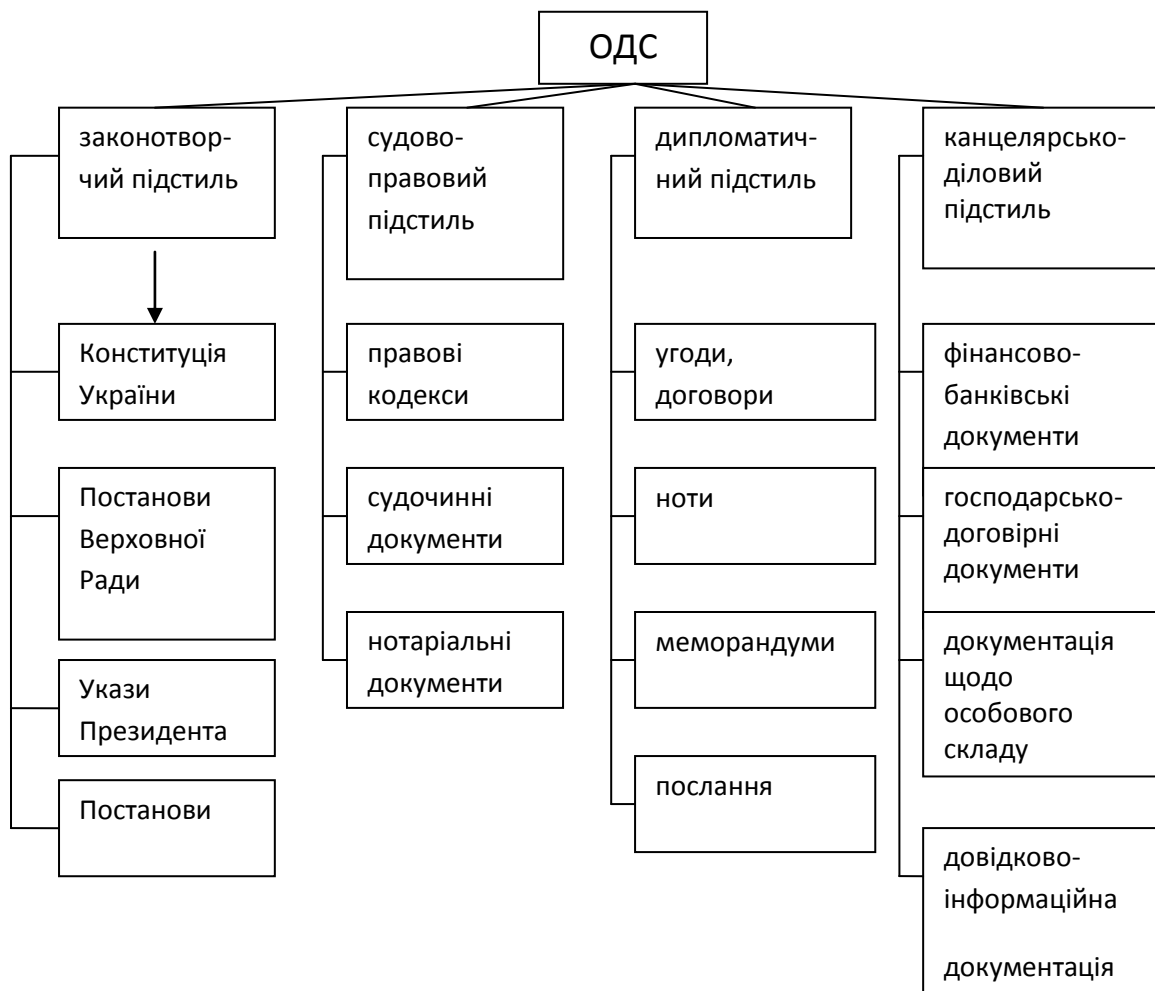 ОДС
законотвор-
чий підстиль
Конституція
України
Постанови
Верховної
Ради
Укази
Президента
Постанови
судово-
правовий
підстиль
правові
кодекси
судочинні
документи
нотаріальні
документи
дипломатич-
ний підстиль
угоди,
договори
ноти
меморандуми
послання
канцелярсько-
діловий
підстиль
фінансово-
банківські
документи
господарсько-
договірні
документи
документація
щодо
особового
складу
довідково-
інформаційна
документація